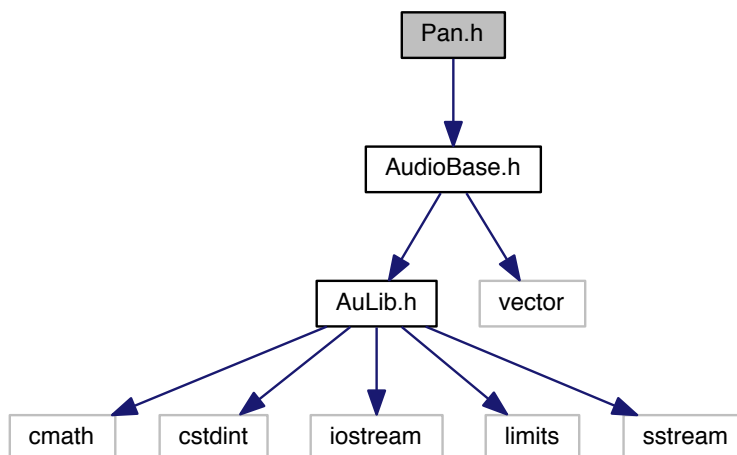 Pan.h
AudioBase.h
AuLib.h
vector
cmath
cstdint
iostream
limits
sstream